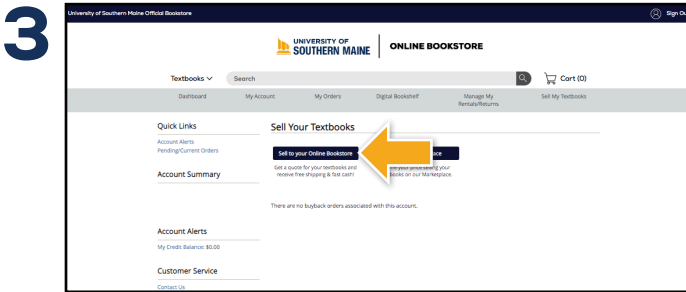 3
University of Southern Maine Official Bookstore
Sign Ou
UNIVERSITY OF
SOUTHERN MAINE
ONLINE BOOKSTORE
Textbooks
Search
Cart (0)
Dashboard My Account My Orders Digital Bookshelf Manage My Rentals/Returns Sell My Textbooks
Quick Links
Account Alerts
Pending/Current Orders
Account Summary
Account Alerts
My Credit Balance: $0.00
Customer Service
Contact Us
Sell Your Textbooks
Sell to your Online Bookstore
Get a quote for your textbooks and
receive free shipping & fast cash!
your price selling your
books on our Marketplace.
There are no buyback orders associated with this account.